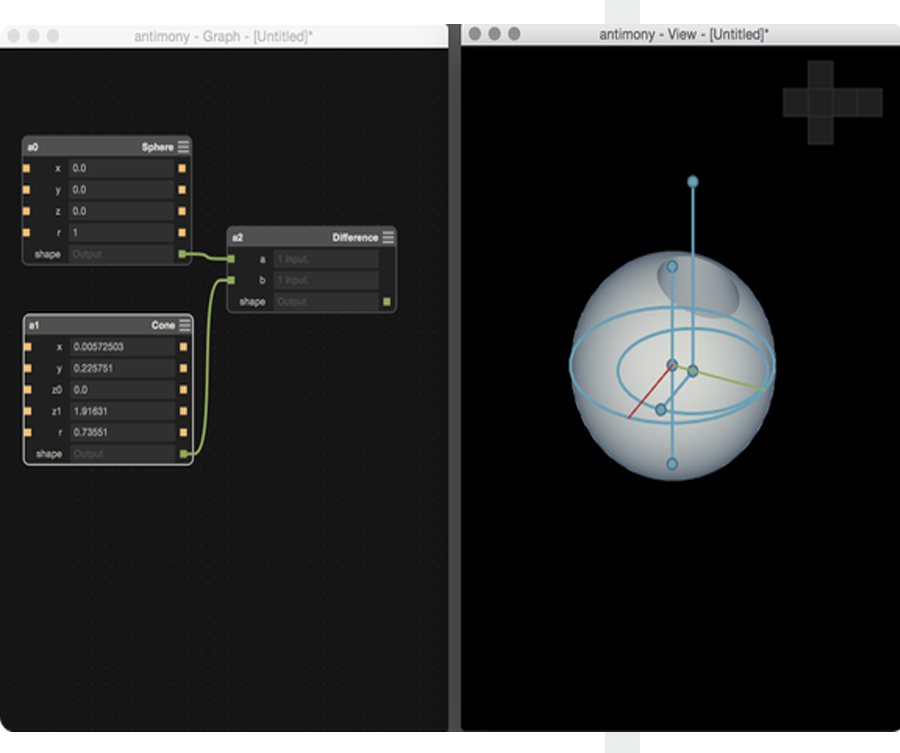 antimony - Graph - [Untitled]*
antimony - View - [Untitled]*
a0 Sphere
x 0.0
y 0.0
z 0.0
r 1
shape Output
a2 Difference
a 1 input.
b 1 input.
shape Output
a1 Cone
x 0.00572503
y 0.225751
z0 0.0
z1 1.91631
r 0.73551
shape Output